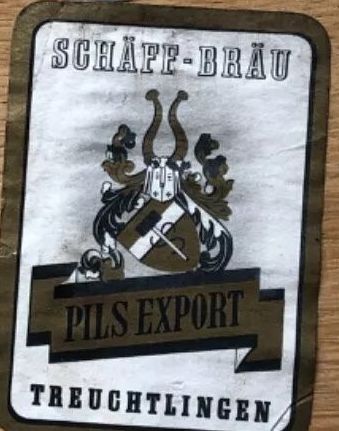 SCHÄFF-BRÄU
PILS EXPORT
TREUCHTLINGEN